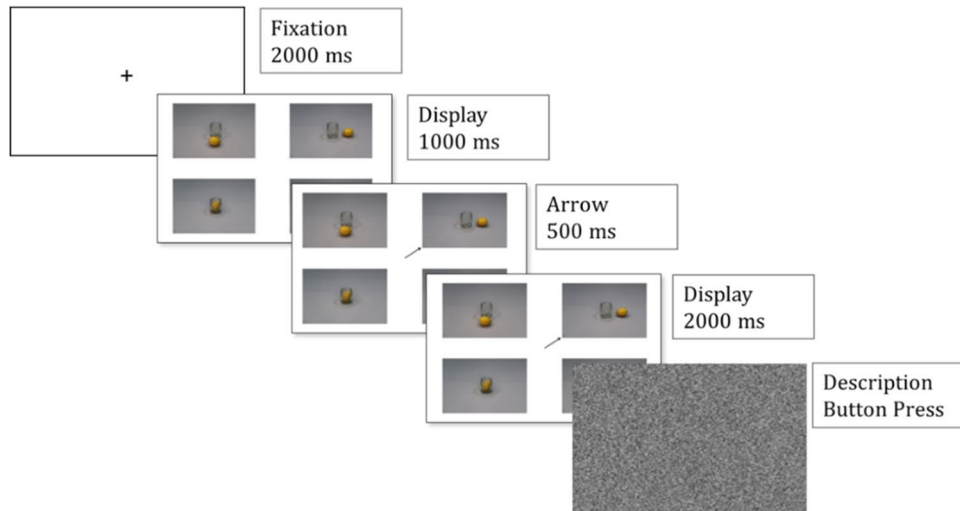 Fixation
2000 ms
Display
1000 ms
Arrow
500 ms
Display
2000 ms
Description
Button Press